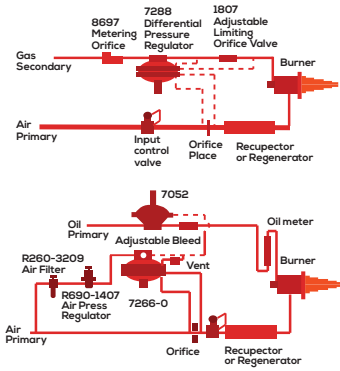 8697
Metering
Orifice
7288
Differential
Pressure
Regulator
1807
Adjustable
Limiting
Orifice Valve
Gas
Secondary
Burner
Air
Primary
Input
control
valve
Orifice
Place
Recupector
or Regenerator
7052
Oil
Primary
Adjustable Bleed
Oil meter
R260-3209
Air Filter
Vent
Burner
R690-1407
Air Press
Regulator
7266-0
Air
Primary
Orifice
Recupector
or Regenerator